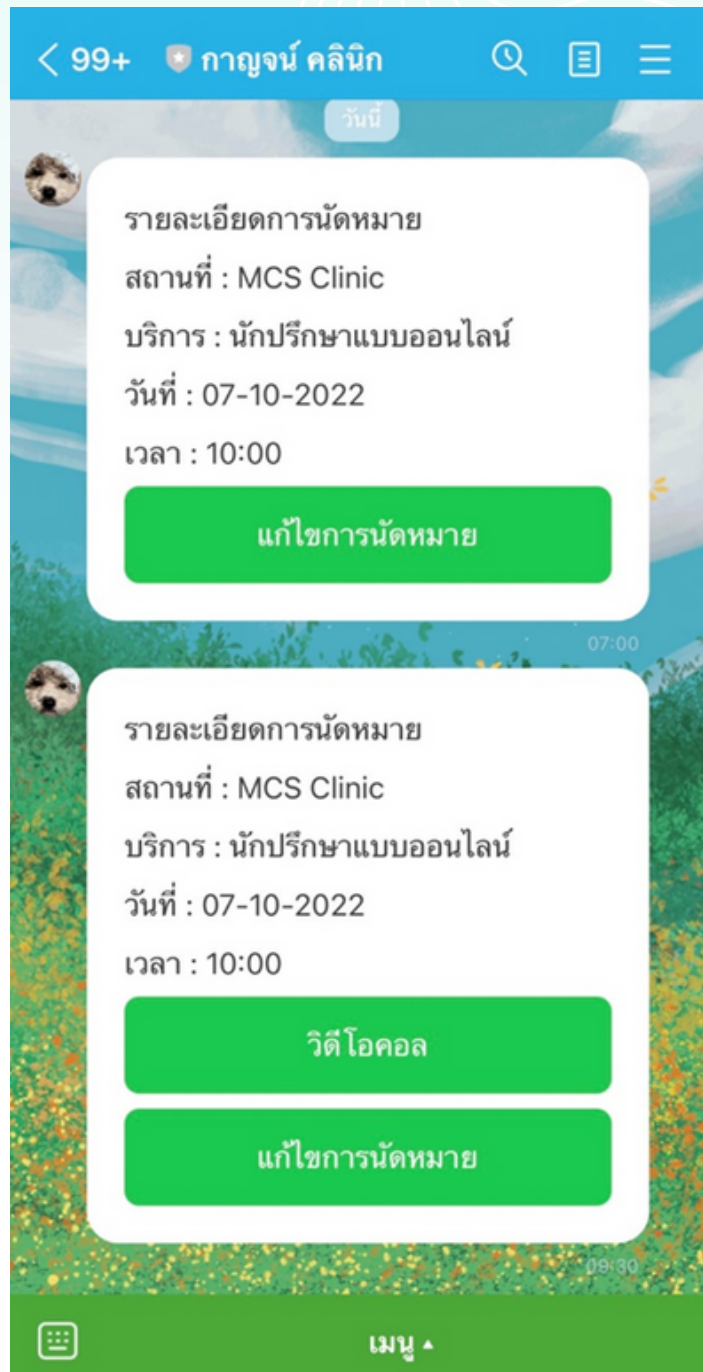 99+ กาญจน์ คลินิก
วันนี้
รายละเอียดการนัดหมาย
สถานที่ : MCS Clinic
บริการ : นักปรึกษาแบบออนไลน์
วันที่ : 07-10-2022
เวลา : 10:00
แก้ไขการนัดหมาย
07:00
รายละเอียดการนัดหมาย
สถานที่ : MCS Clinic
บริการ : นักปรึกษาแบบออนไลน์
วันที่ : 07-10-2022
เวลา : 10:00
วิดีโอคอล
แก้ไขการนัดหมาย
09:30
เมนู